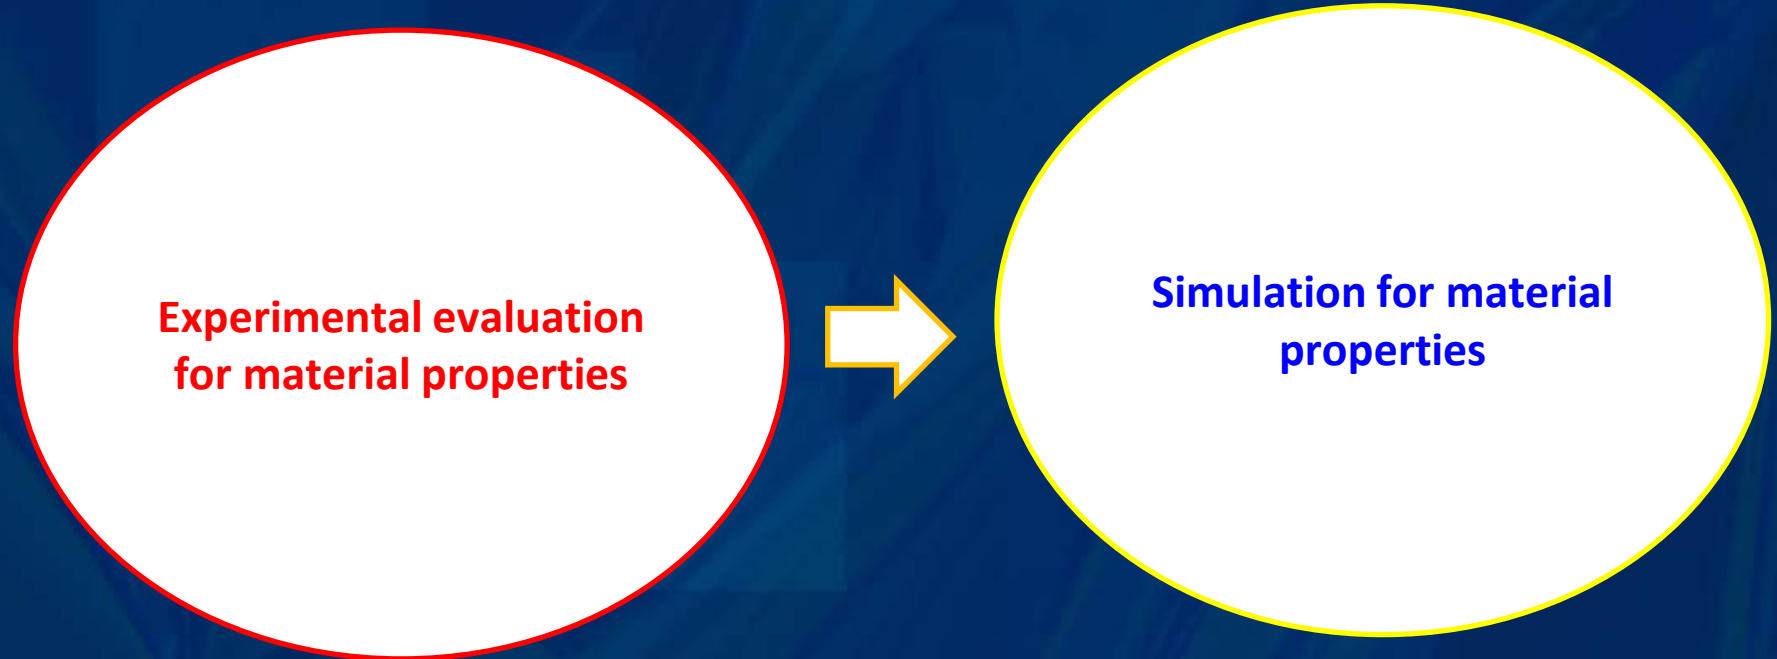 Experimental evaluation
for material properties
Simulation for material
properties